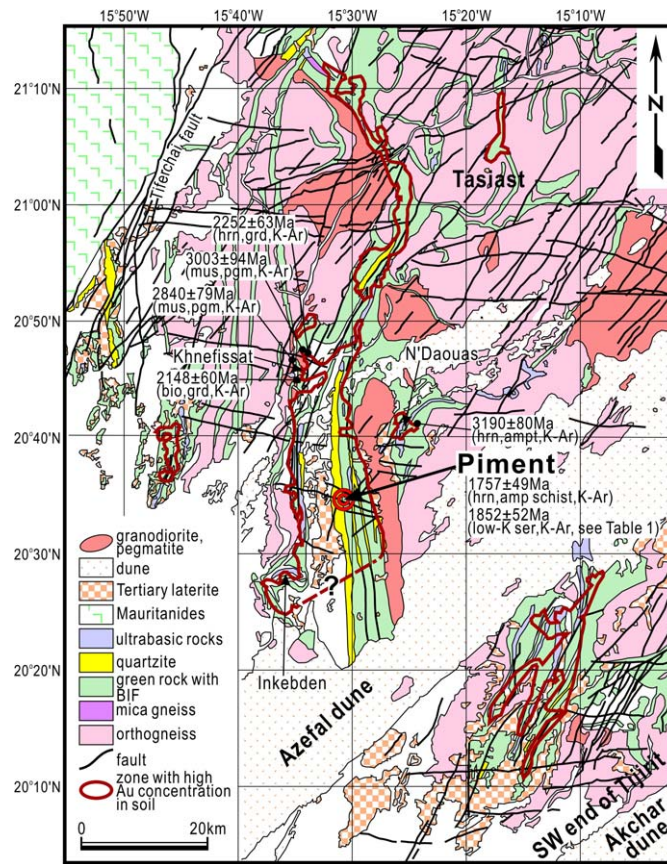 15°50'W
15°40'W
15°30'W
15°20'W
15°10'W
21°10'N
21°00'N
20°50'N
20°40'N
20°30'N
20°20'N
20°10'N
N
Tiferchaï fault
Tasiast
2252±63Ma
(hrn,grd,K-Ar)
3003±94Ma
(mus,pgm,K-Ar)
2840±79Ma
(mus,pgm,K-Ar)
Khnefissat
2148±60Ma
(bio,grd,K-Ar)
N'Daouas
3190±80Ma
(hrn,ampt,K-Ar)
Piment
1757±49Ma
(hrn,amp schist,K-Ar)
1852±52Ma
(low-K ser,K-Ar, see Table 1)
?
Inkebden
Azefal dune
SW end of Tijirit
Akchar
dune
granodiorite,
pegmatite
dune
Tertiary laterite
Mauritanides
ultrabasic rocks
quartzite
green rock with
BIF
mica gneiss
orthogneiss
fault
zone with high
Au concentration
in soil
0
20km